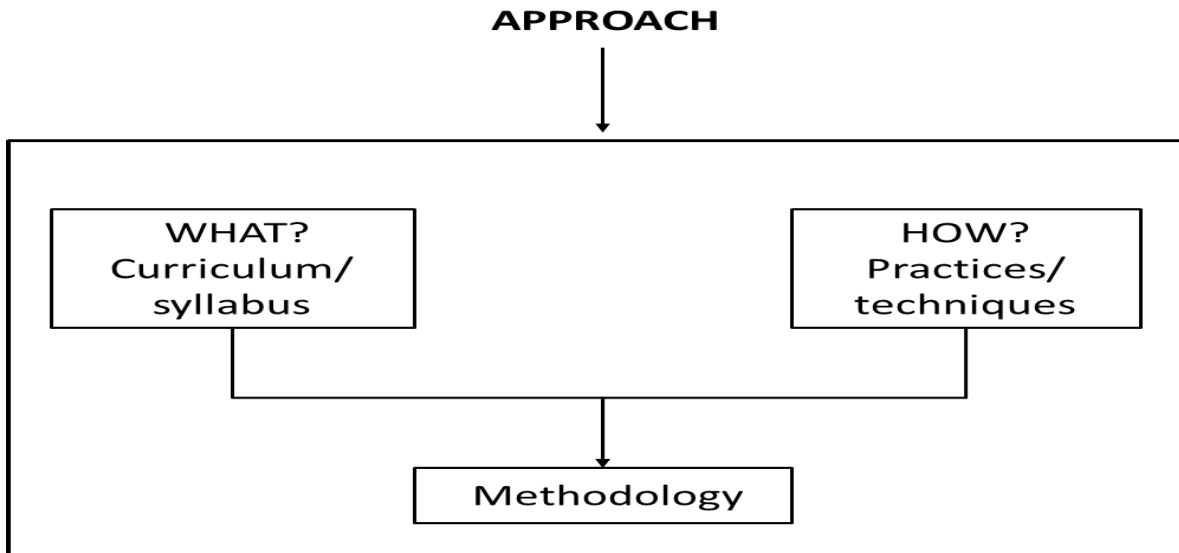 APPROACH
WHAT?
Curriculum/
syllabus
HOW?
Practices/
techniques
Methodology